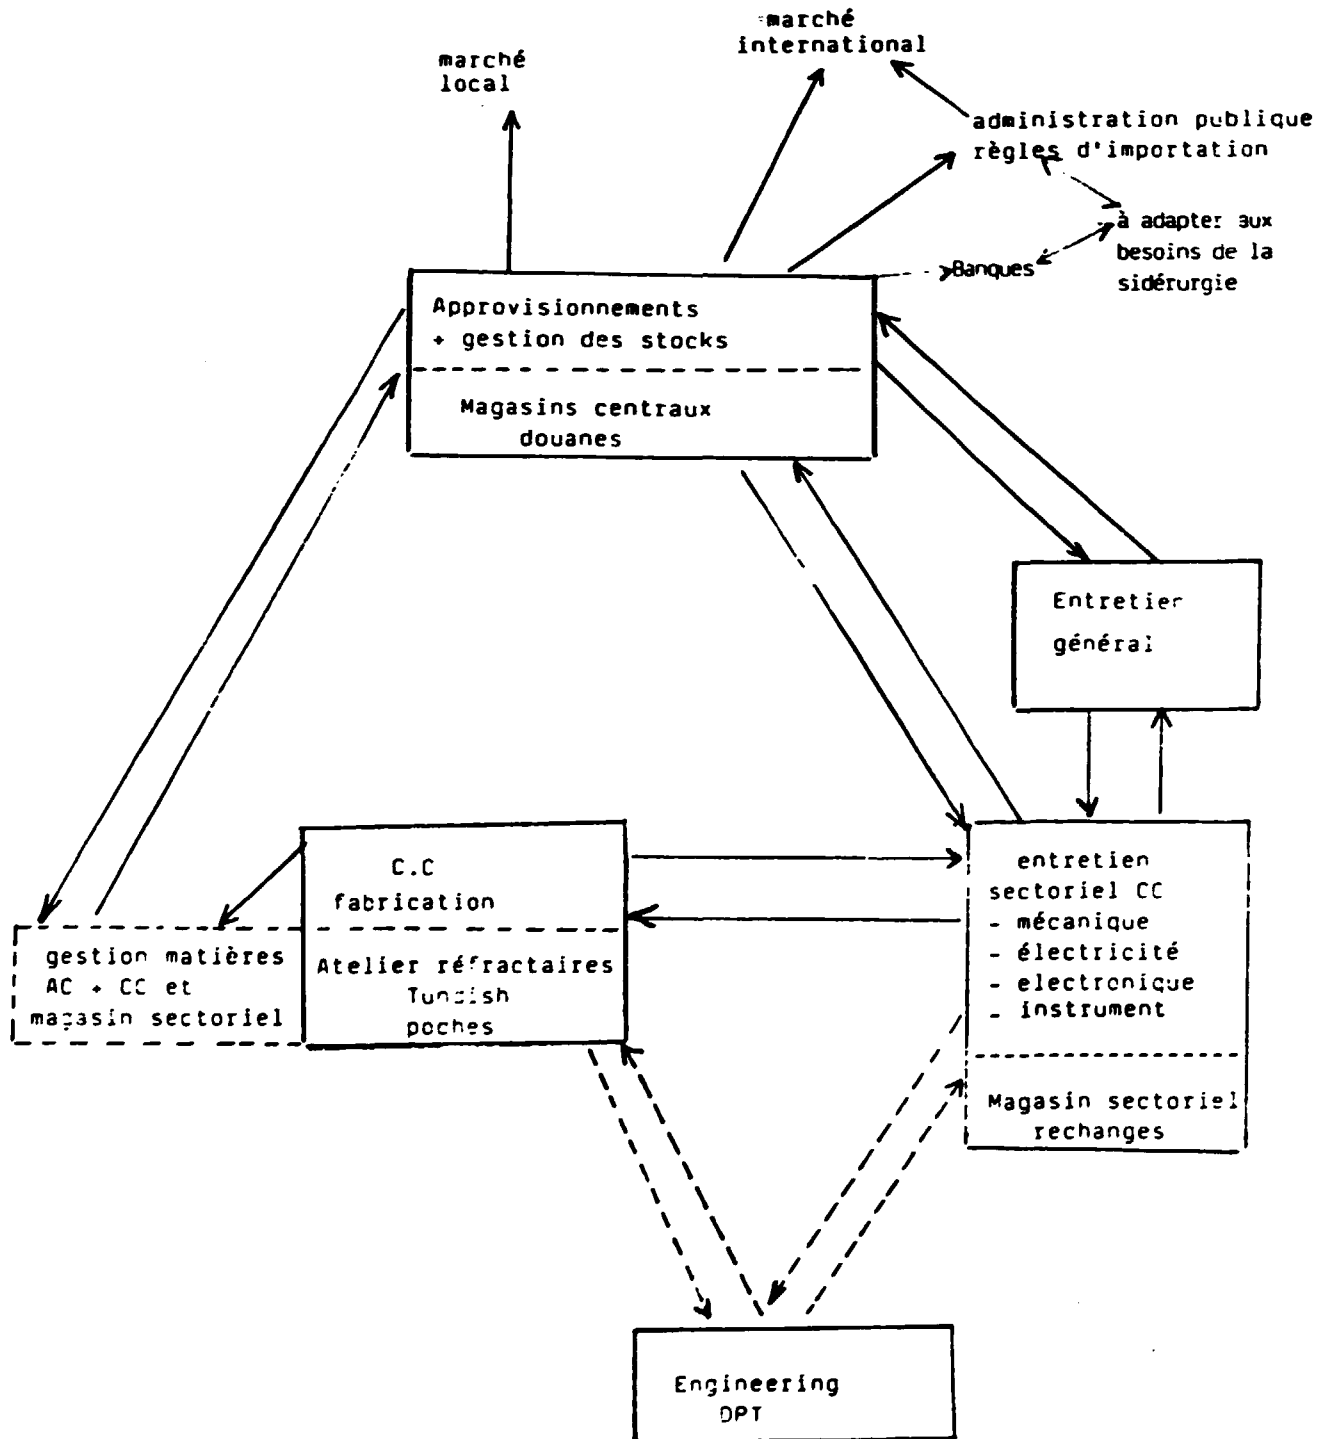 marché
international
marché
local
administration publique
règles d'importation
à adapter aux
besoins de la
sidérurgie
Banques
Approvisionnements
+ gestion des stocks
Magasins centraux
douanes
Entretien
général
C.C
fabrication
Atelier réfractaires
Tundish
poches
gestion matières
AC + CC et
magasin sectoriel
entretien
sectoriel CC
- mécanique
- électricité
- electronique
- instrument
Magasin sectoriel
rechanges
Engineering
DPT